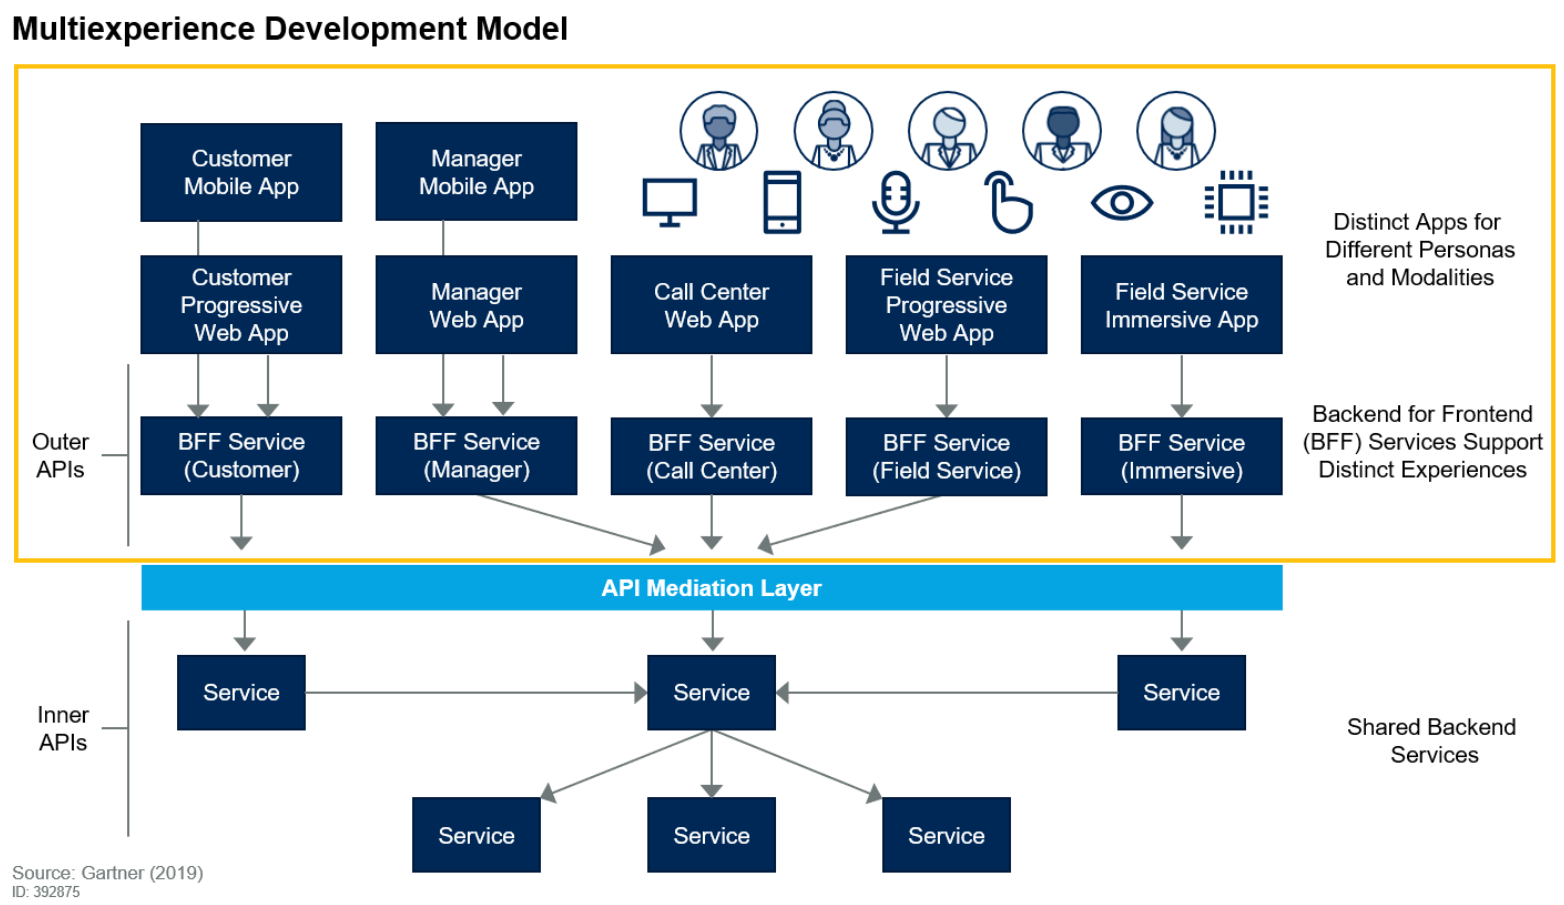 Multiexperience Development Model
Customer
Mobile App
Manager
Mobile App
Customer
Progressive
Web App
Manager
Web App
Call Center
Web App
Field Service
Progressive
Web App
Field Service
Immersive App
Distinct Apps for
Different Personas
and Modalities
Outer
APIs
BFF Service
(Customer)
BFF Service
(Manager)
BFF Service
(Call Center)
BFF Service
(Field Service)
BFF Service
(Immersive)
Backend for Frontend
(BFF) Services Support
Distinct Experiences
API Mediation Layer
Inner
APIs
Service
Service
Service
Service
Service
Service
Shared Backend
Services
Source: Gartner (2019)
ID: 392875